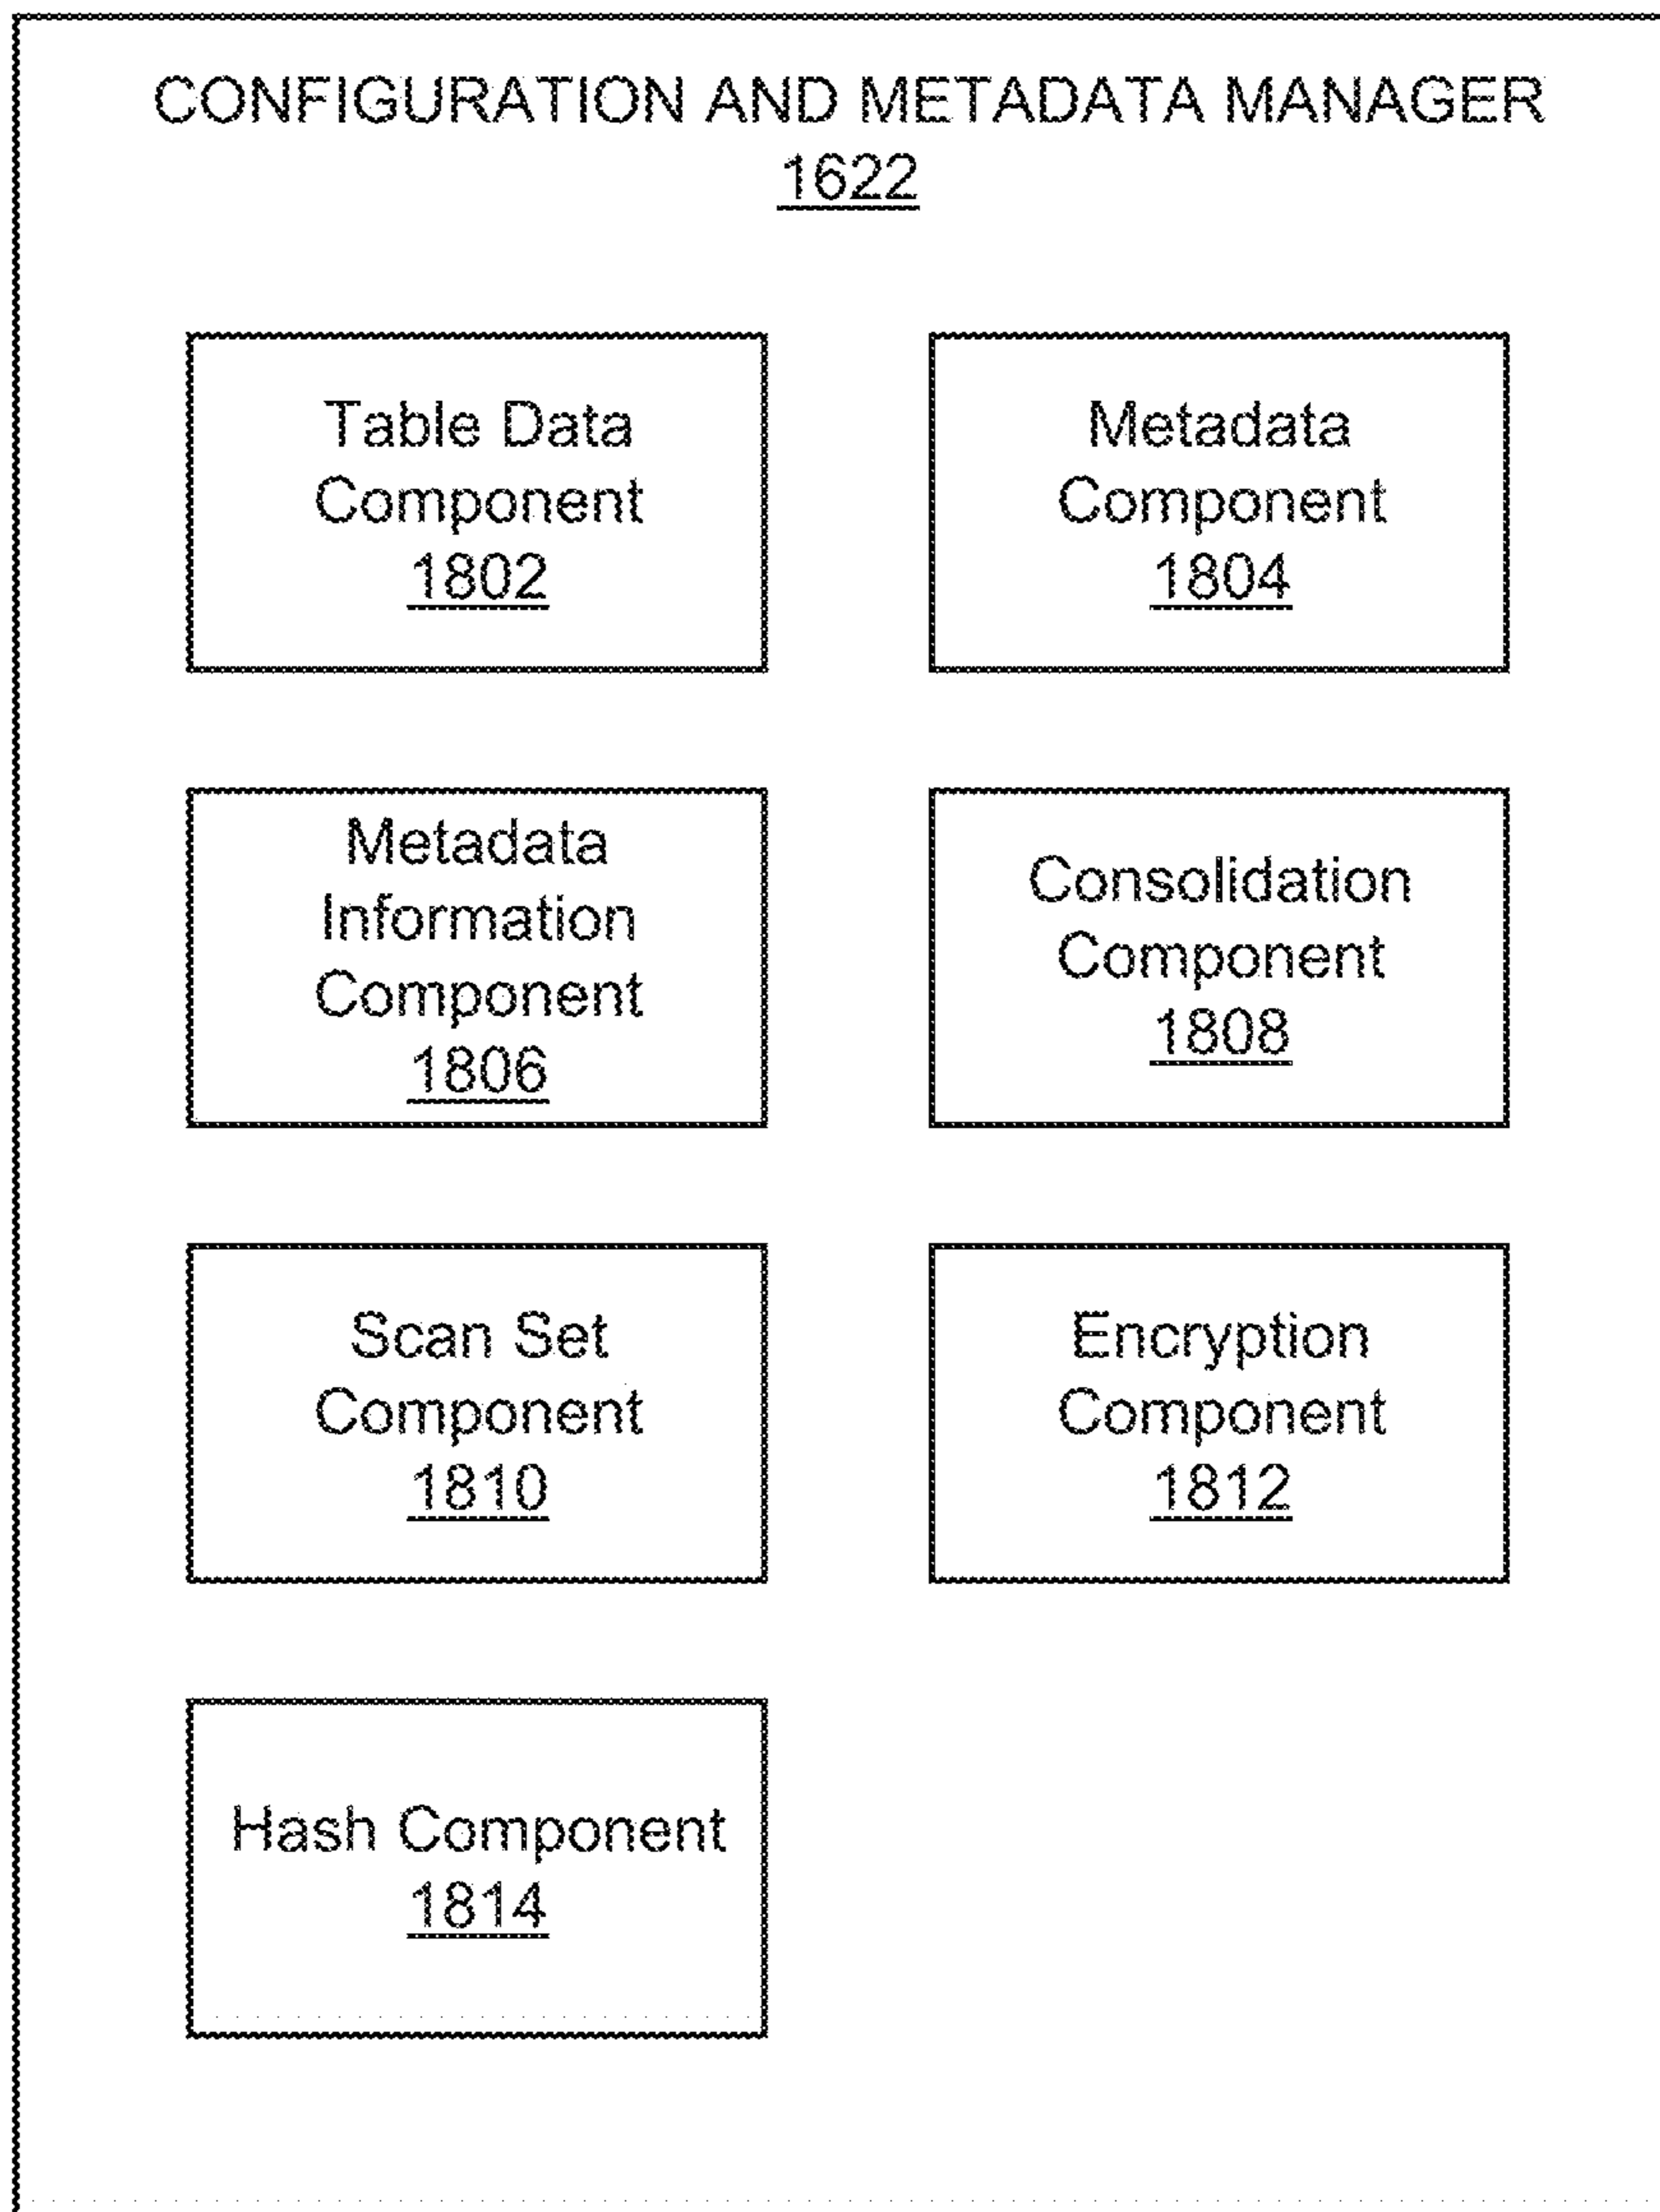 CONFIGURATION AND METADATA MANAGER
1622
Table Data
Component
1802
Metadata
Component
1804
Metadata
Information
Component
1806
Consolidation
Component
1808
Scan Set
Component
1810
Encryption
Component
1812
Hash Component
1814